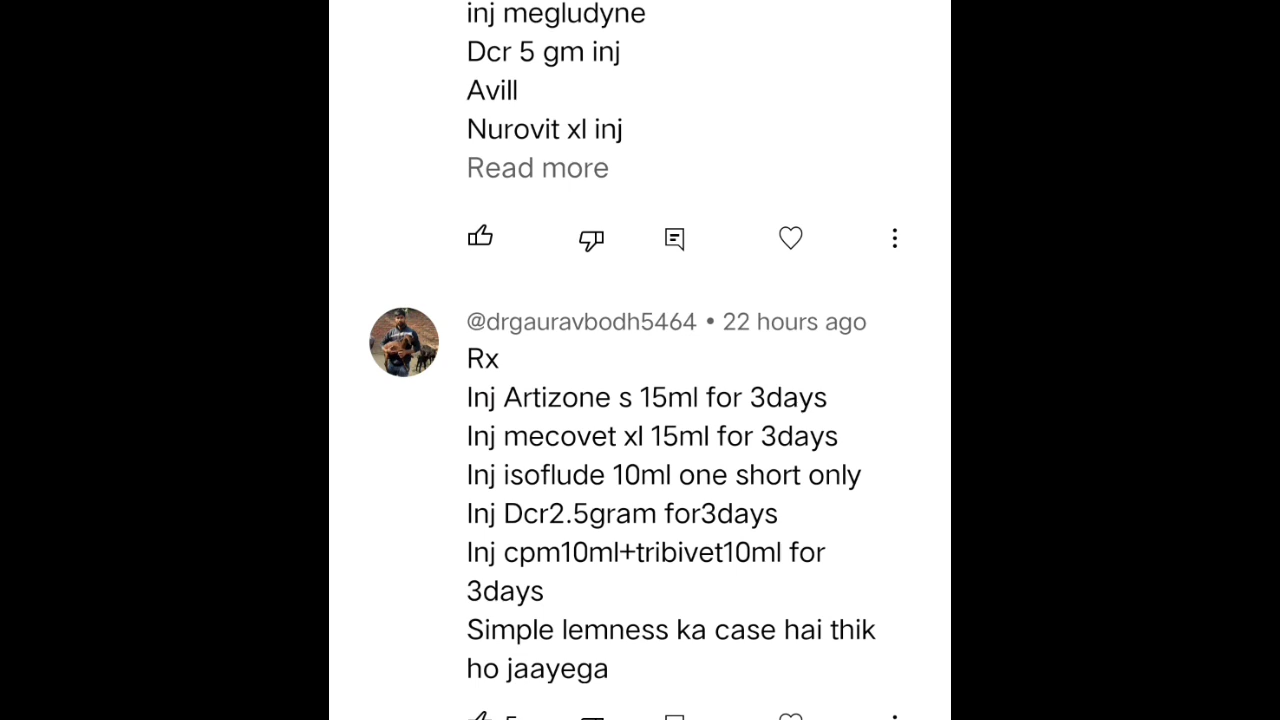 inj megludyne
Dcr 5 gm inj
Avill
Nurovit xl inj
Read more
@drgauravbodh5464 • 22 hours ago
Rx
Inj Artizone s 15ml for 3days
Inj mecovet xl 15ml for 3days
Inj isoflude 10ml one short only
Inj Dcr2.5gram for3days
Inj cpm10ml+tribivet10ml for
3days
Simple lemness ka case hai thik
ho jaayega